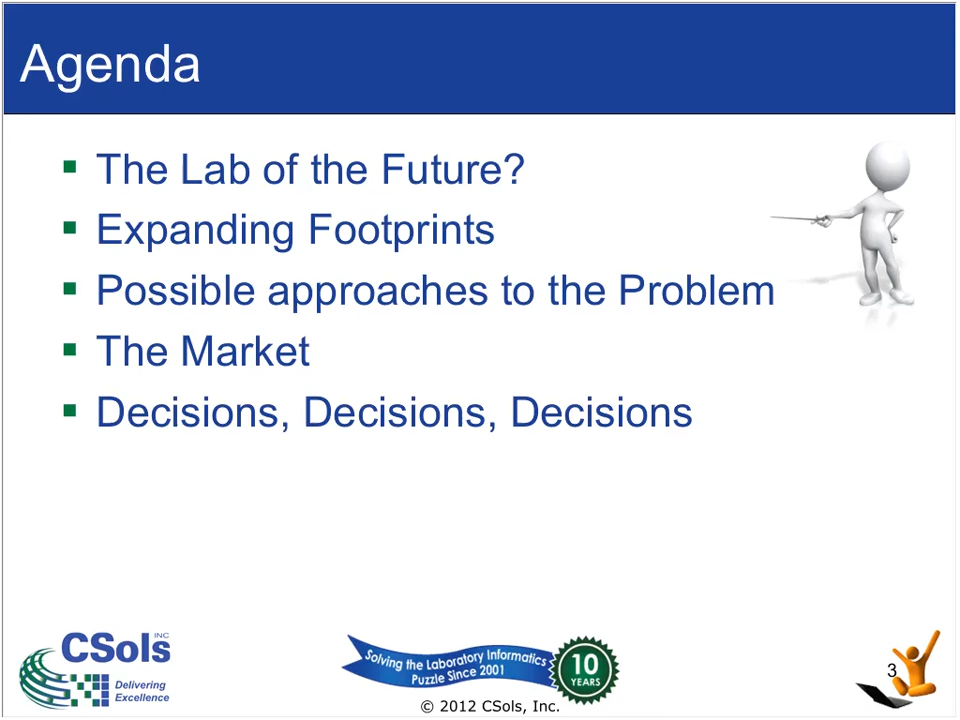 Agenda
▪ The Lab of the Future?
▪ Expanding Footprints
▪ Possible approaches to the Problem
▪ The Market
▪ Decisions, Decisions, Decisions
CSols INC
Delivering
Excellence
Solving the Laboratory Informatics
Puzzle Since 2001
10
YEARS
© 2012 CSols, Inc.
3